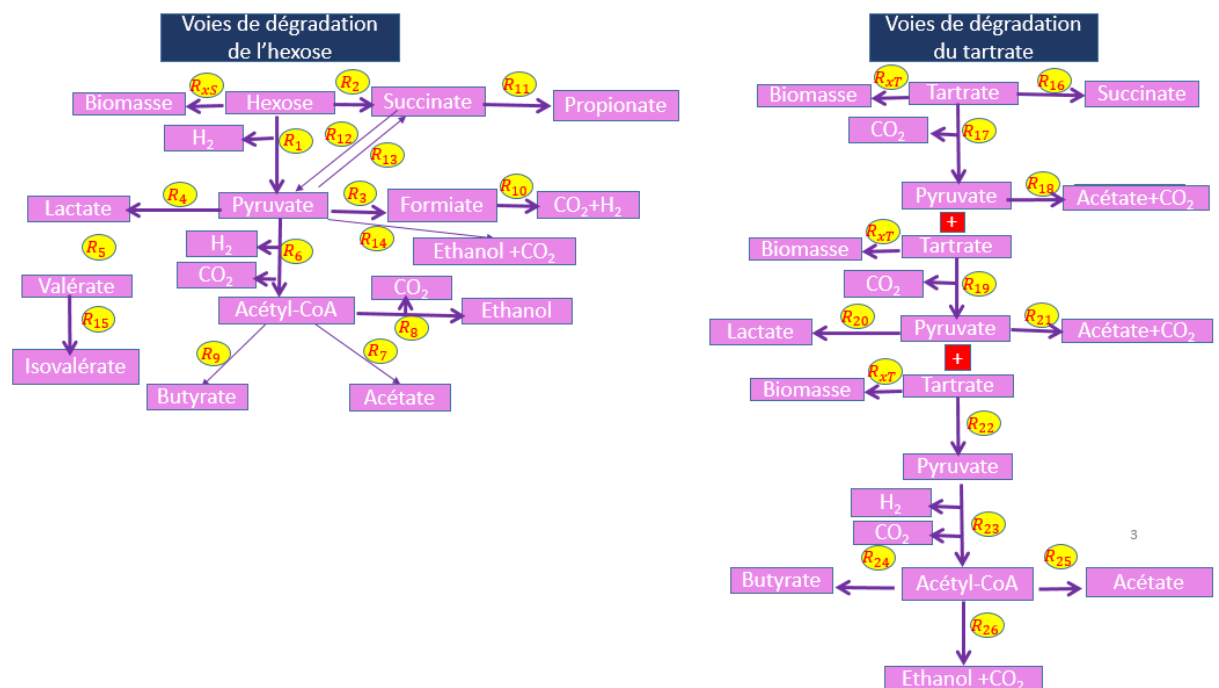 Voies de dégradation
de l'hexose
R₂
R₁₁
RₓS
Biomasse
Hexose
Succinate
Propionate
H₂
R₁
R₁₂
R₁₃
R₄
R₃
R₁₀
Lactate
Pyruvate
Formiate
CO₂+H₂
R₅
H₂
R₆
R₁₄
Ethanol +CO₂
CO₂
Valérate
CO₂
R₁₅
Acétyl-CoA
Ethanol
R₈
R₉
R₇
Isovalérate
Butyrate
Acétate
Voies de dégradation
du tartrate
RₓT
R₁₆
Biomasse
Tartrate
Succinate
CO₂
R₁₇
R₁₈
Pyruvate
Acétate+CO₂
+
RₓT
Biomasse
Tartrate
CO₂
R₁₉
R₂₀
R₂₁
Lactate
Pyruvate
Acétate+CO₂
+
RₓT
Biomasse
Tartrate
R₂₂
Pyruvate
H₂
R₂₃
CO₂
3
R₂₄
R₂₅
Butyrate
Acétyl-CoA
Acétate
R₂₆
Ethanol +CO₂